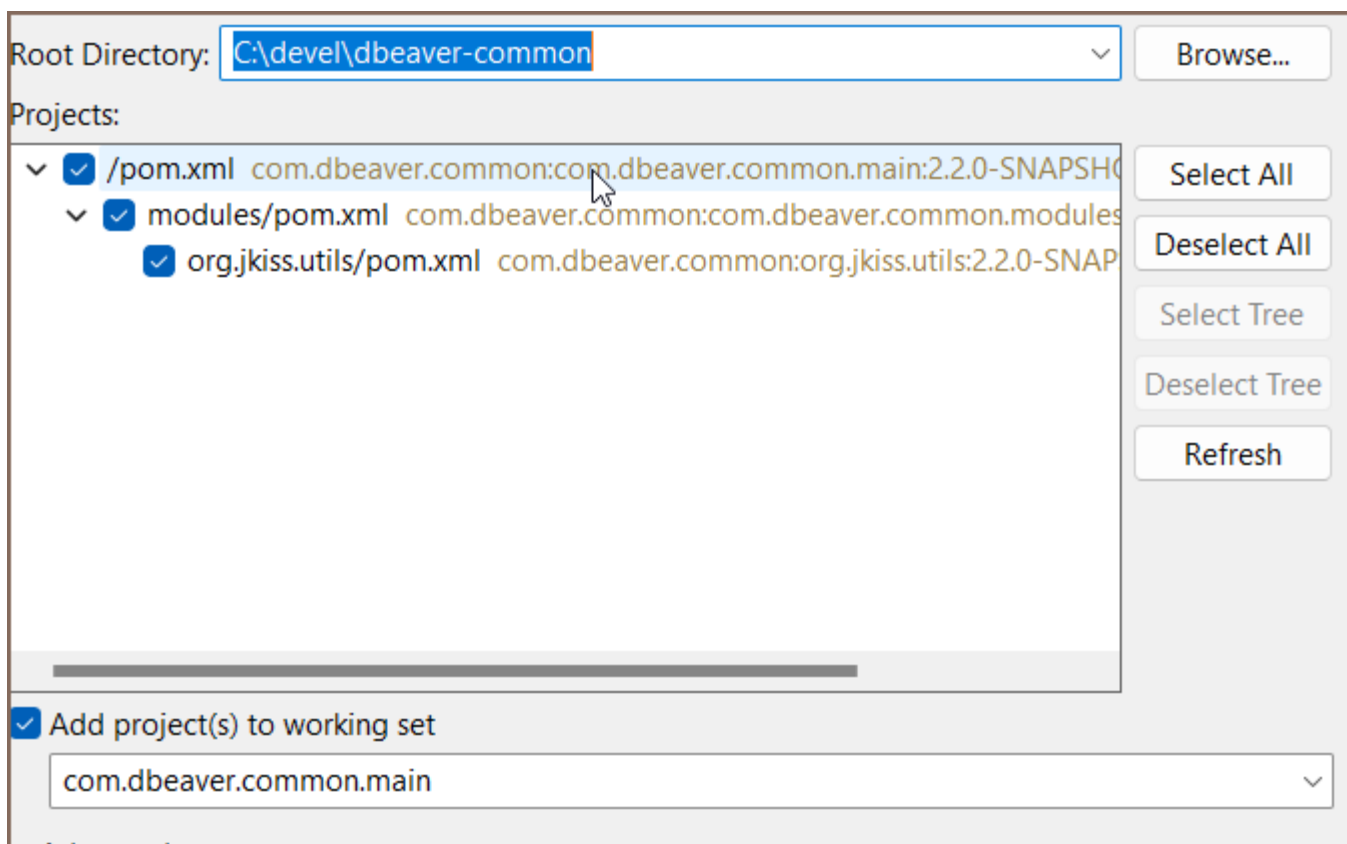 Root Directory: C:\devel\dbeaver-common Browse...
Projects:
/pom.xml com.dbeaver.common:com.dbeaver.common.main:2.2.0-SNAPSHO Select All
modules/pom.xml com.dbeaver.common:com.dbeaver.common.modules
Deselect All
org.jkiss.utils/pom.xml com.dbeaver.common:org.jkiss.utils:2.2.0-SNAP
Select Tree
Deselect Tree
Refresh
Add project(s) to working set
com.dbeaver.common.main